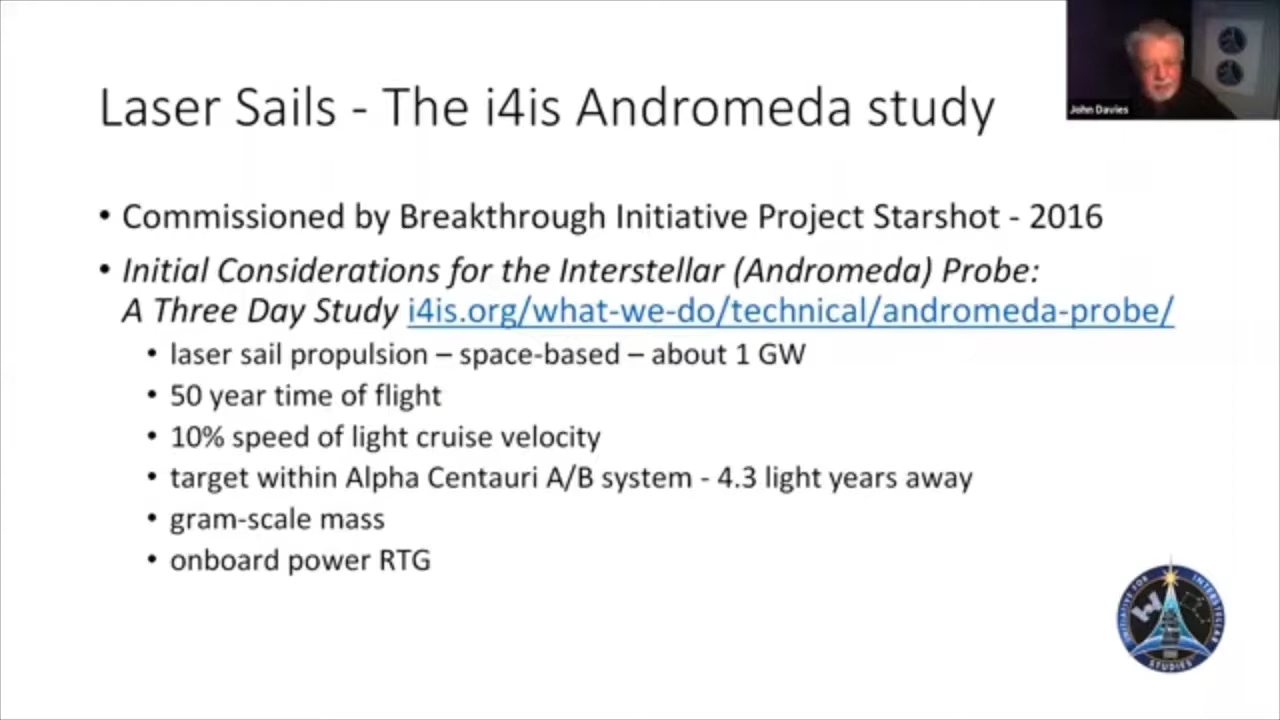 Laser Sails - The i4is Andromeda study
John Davies
• Commissioned by Breakthrough Initiative Project Starshot - 2016
• Initial Considerations for the Interstellar (Andromeda) Probe:
A Three Day Study i4is.org/what-we-do/technical/andromeda-probe/
• laser sail propulsion – space-based – about 1 GW
• 50 year time of flight
• 10% speed of light cruise velocity
• target within Alpha Centauri A/B system - 4.3 light years away
• gram-scale mass
• onboard power RTG
INITIATIVE FOR INTERSTELLAR STUDIES